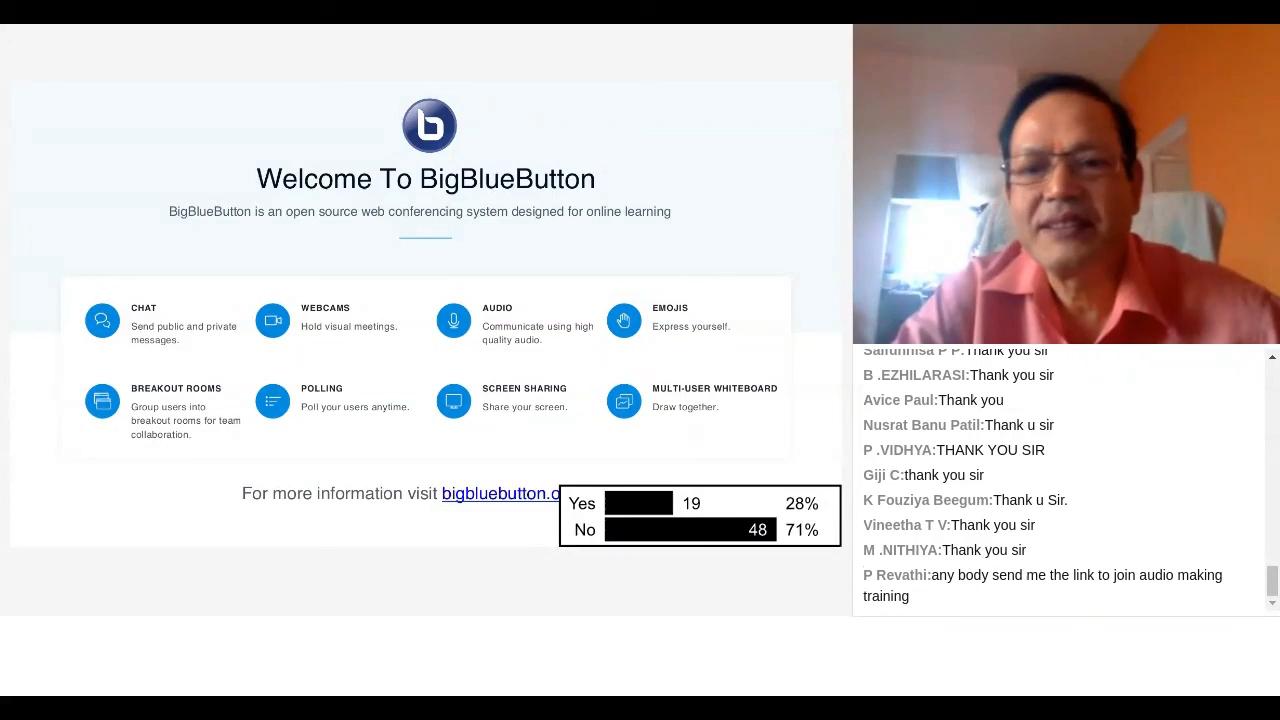 Welcome To BigBlueButton
BigBlueButton is an open source web conferencing system designed for online learning
CHAT
Send public and private
messages.
WEBCAMS
Hold visual meetings.
AUDIO
Communicate using high
quality audio.
EMOJIS
Express yourself.
BREAKOUT ROOMS
Group users into
breakout rooms for team
collaboration.
POLLING
Poll your users anytime.
SCREEN SHARING
Share your screen.
MULTI-USER WHITEBOARD
Draw together.
For more information visit bigbluebutton.o
Yes 19 28%
No 48 71%
Saifunnisa P P:Thank you sir
B .EZHILARASI:Thank you sir
Avice Paul:Thank you
Nusrat Banu Patil:Thank u sir
P .VIDHYA:THANK YOU SIR
Giji C:thank you sir
K Fouziya Beegum:Thank u Sir.
Vineetha T V:Thank you sir
M .NITHIYA:Thank you sir
P Revathi:any body send me the link to join audio making
training